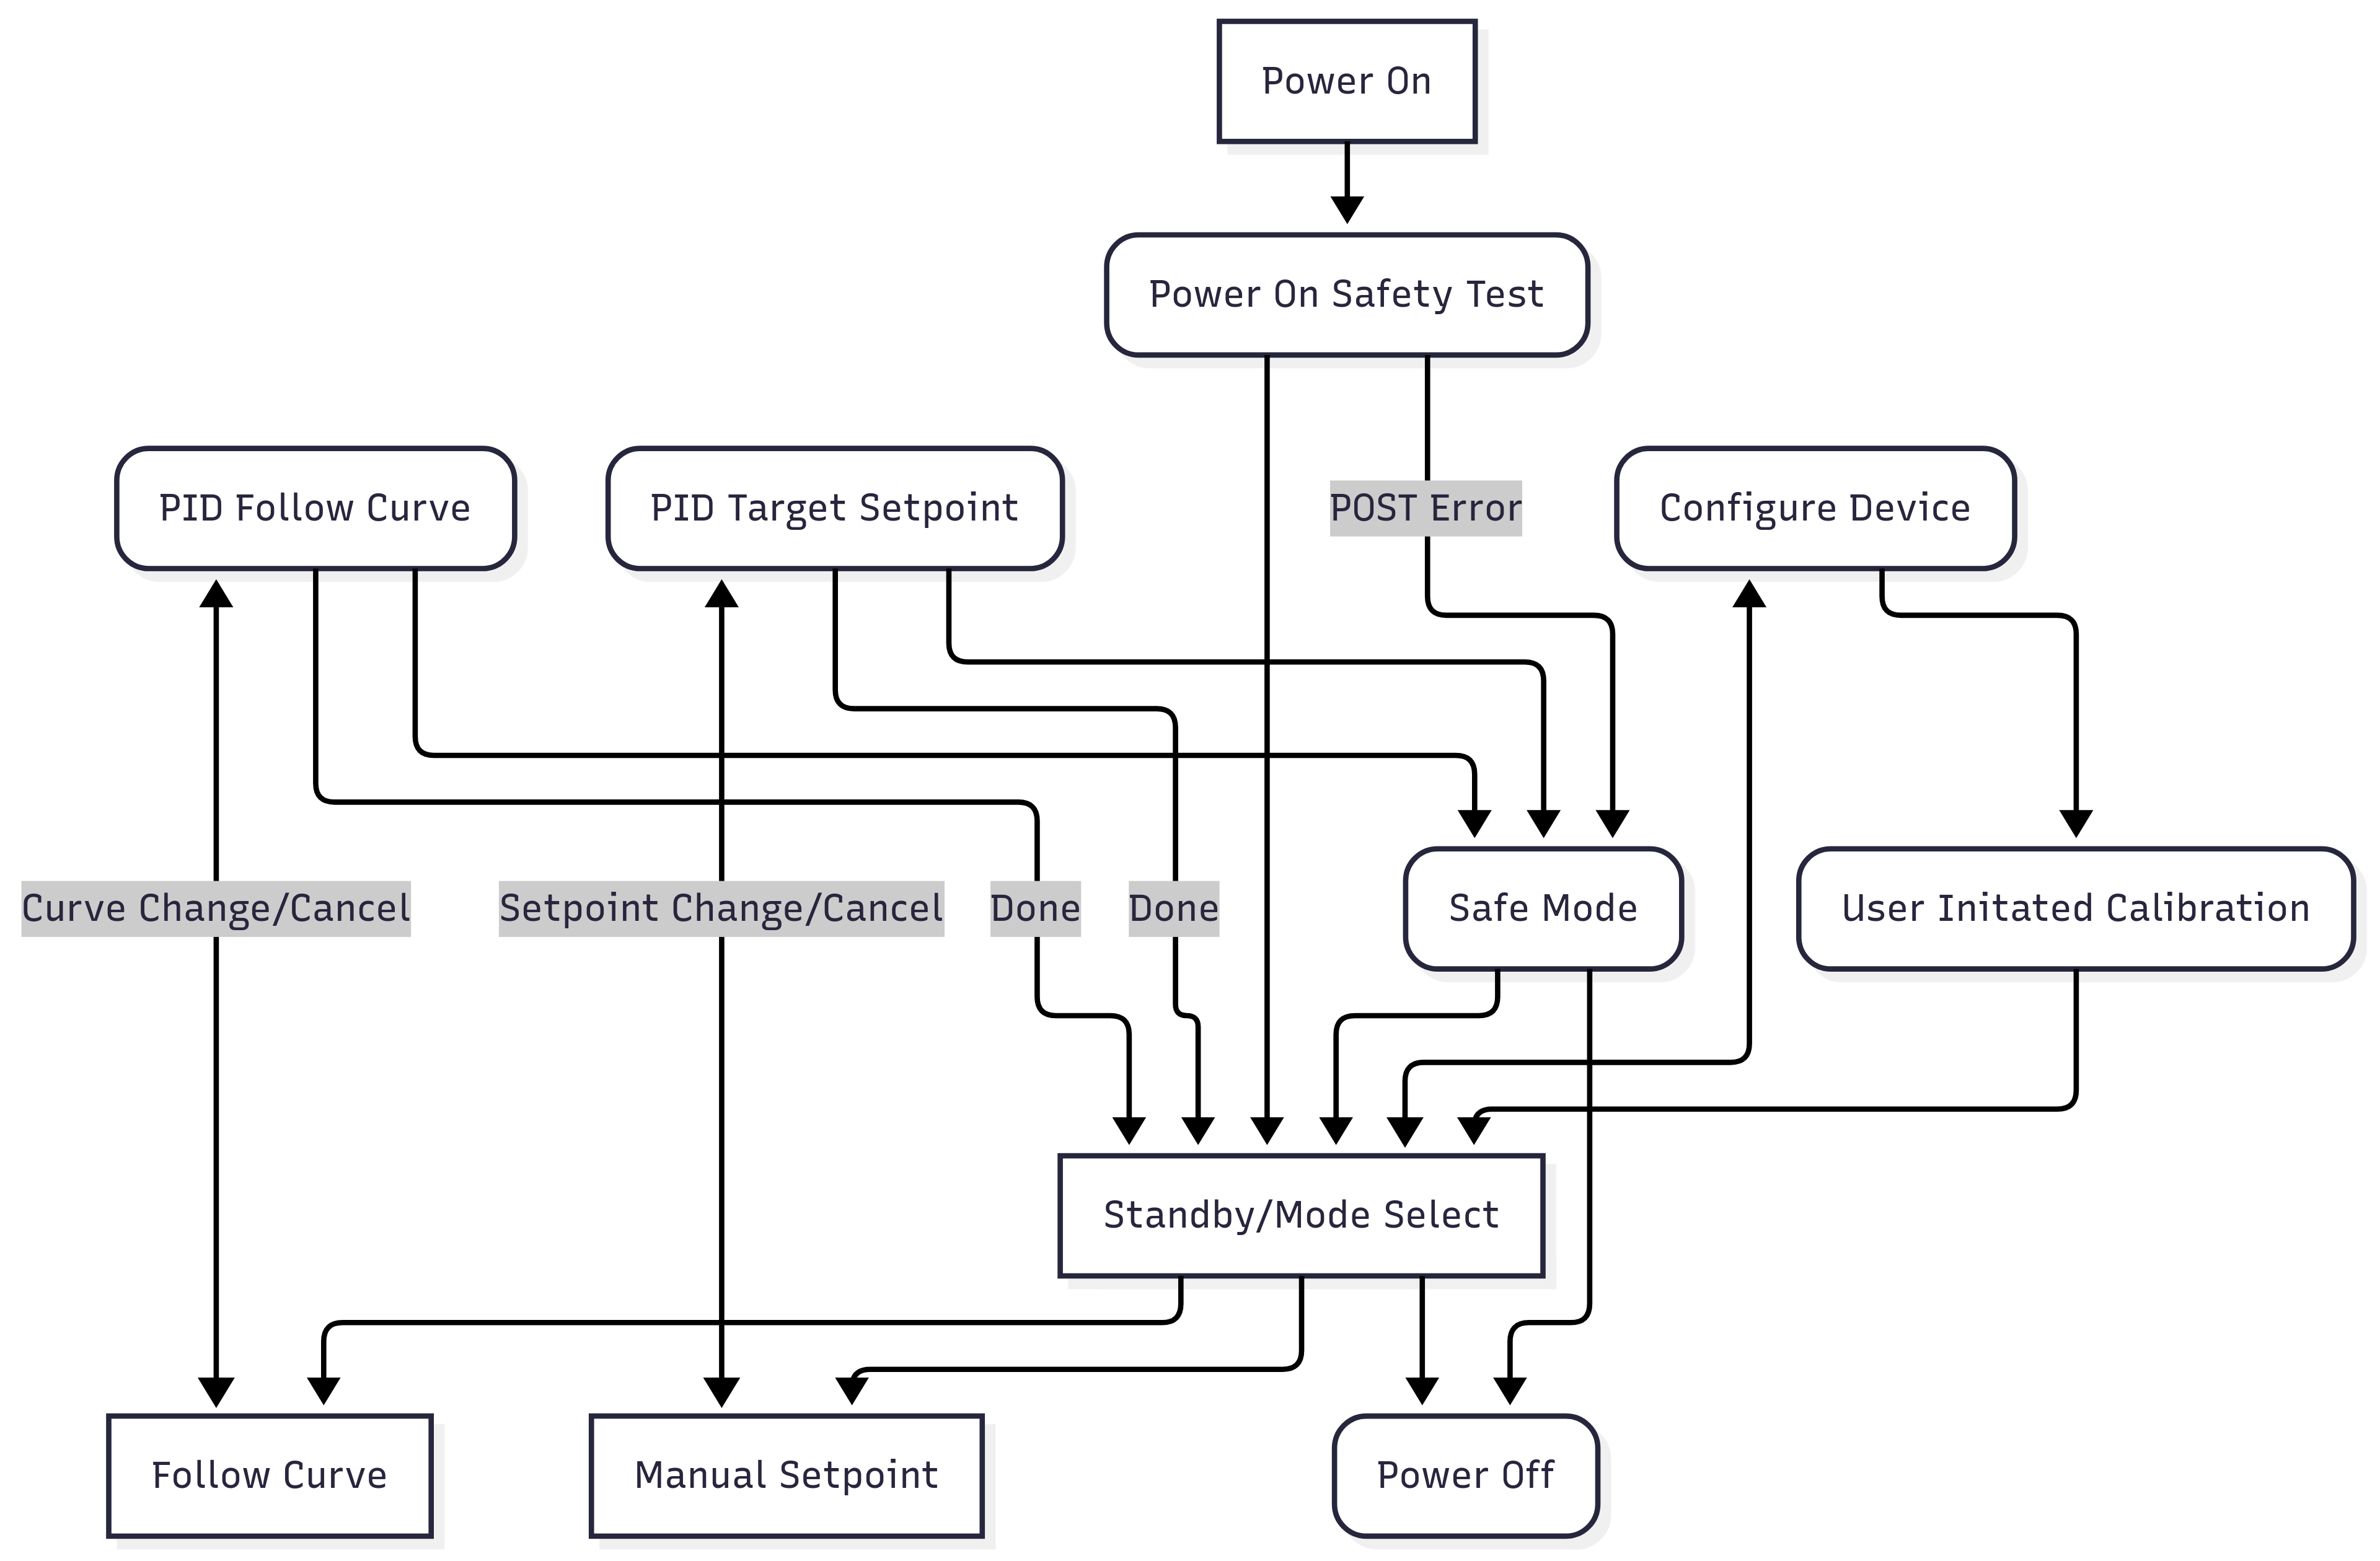 Power On
Power On Safety Test
PID Follow Curve
PID Target Setpoint
POST Error
Configure Device
Curve Change/Cancel
Setpoint Change/Cancel
Done
Done
Safe Mode
User Initated Calibration
Standby/Mode Select
Follow Curve
Manual Setpoint
Power Off